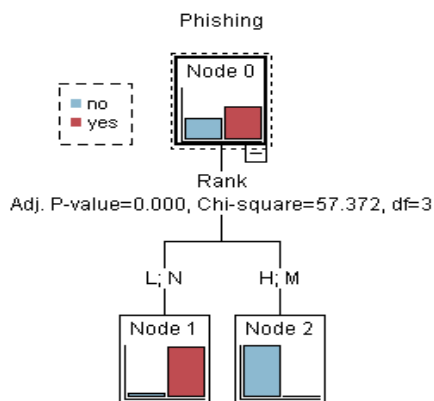 Phishing
Node 0
no
yes
Rank
Adj. P-value=0.000, Chi-square=57.372, df=3
L; N
H; M
Node 1
Node 2